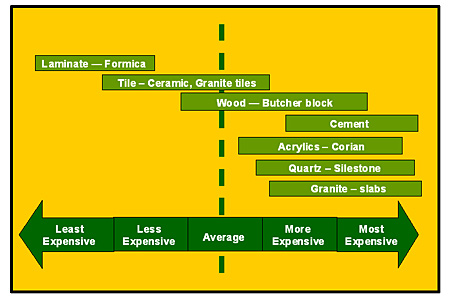 Laminate — Formica
Tile – Ceramic, Granite tiles
Wood — Butcher block
Cement
Acrylics – Corian
Quartz – Silestone
Granite – slabs
Least
Expensive
Less
Expensive
Average
More
Expensive
Most
Expensive